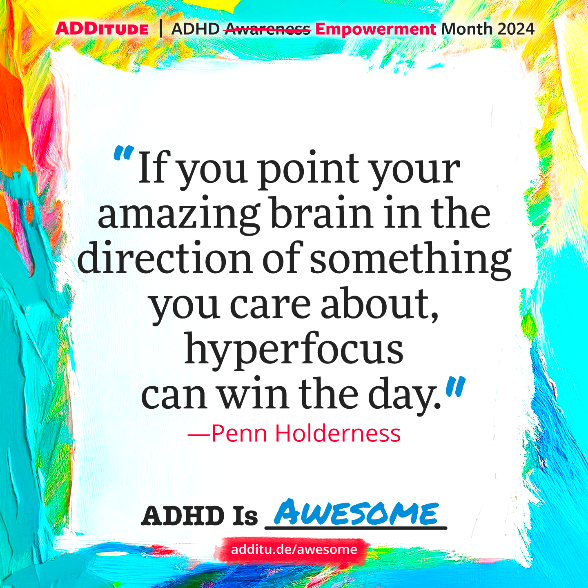 ADDITUDE | ADHD Awareness Empowerment Month 2024
"If you point your
amazing brain in the
direction of something
you care about,
hyperfocus
can win the day."
—Penn Holderness
ADHD Is AWESOME
additu.de/awesome